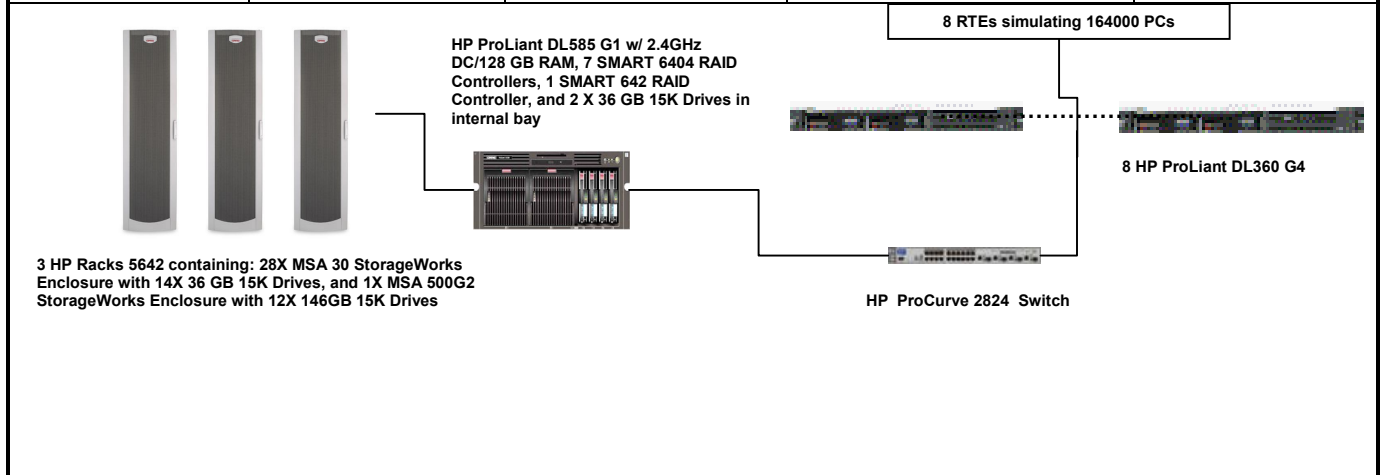 8 RTEs simulating 164000 PCs
HP ProLiant DL585 G1 w/ 2.4GHz
DC/128 GB RAM, 7 SMART 6404 RAID
Controllers, 1 SMART 642 RAID
Controller, and 2 X 36 GB 15K Drives in
internal bay
8 HP ProLiant DL360 G4
3 HP Racks 5642 containing: 28X MSA 30 StorageWorks
Enclosure with 14X 36 GB 15K Drives, and 1X MSA 500G2
StorageWorks Enclosure with 12X 146GB 15K Drives
HP ProCurve 2824 Switch